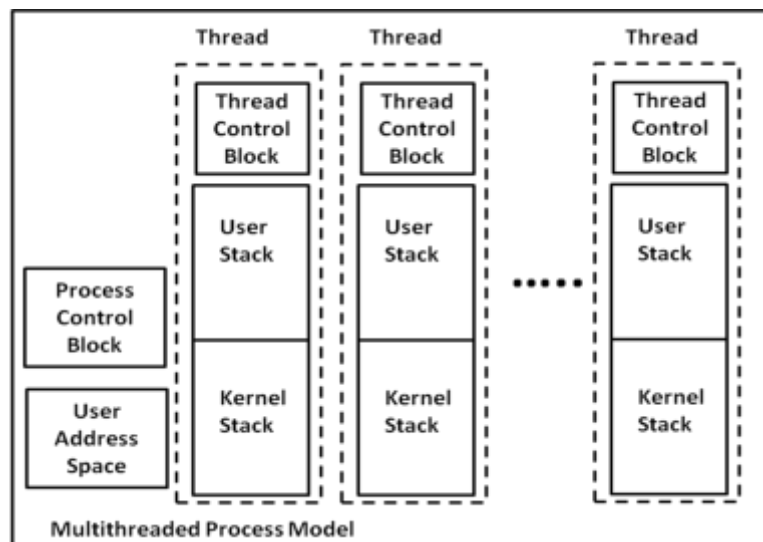 Thread
Thread
Thread
Thread
Control
Block
Thread
Control
Block
Thread
Control
Block
User
Stack
User
Stack
User
Stack
Process
Control
Block
Kernel
Stack
Kernel
Stack
Kernel
Stack
User
Address
Space
Multithreaded Process Model